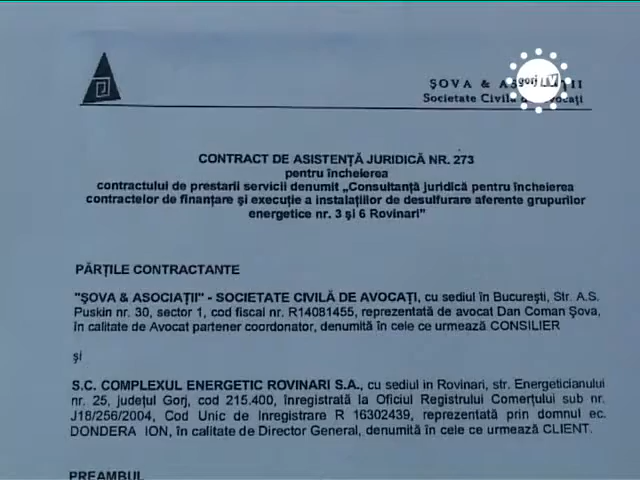 ŞOVA & AS
gorj TV
Societate Civilă
CONTRACT DE ASISTENŢĂ JURIDICĂ NR. 273
pentru încheierea
contractului de prestarii servicii denumit „Consultanţă juridică pentru încheierea
contractelor de finanţare şi execuţie a instalaţiilor de desulfurare aferente grupurilor
energetice nr. 3 şi 6 Rovinari”
PĂRŢILE CONTRACTANTE
"ŞOVA & ASOCIAŢII" - SOCIETATE CIVILĂ DE AVOCAŢI, cu sediul în Bucureşti, Str. A.S.
Puskin nr. 30, sector 1, cod fiscal nr. R14081455, reprezentată de avocat Dan Coman Şova,
în calitate de Avocat partener coordonator, denumită în cele ce urmează CONSILIER
şi
S.C. COMPLEXUL ENERGETIC ROVINARI S.A., cu sediul in Rovinari, str. Energeticianului
nr. 25, judeţul Gorj, cod 215.400, înregistrată la Oficiul Registrului Comerţului sub nr.
J18/256/2004, Cod Unic de Inregistrare R 16302439, reprezentată prin domnul ec.
DONDERA ION, în calitate de Director General, denumită în cele ce urmează CLIENT.
PREAMBUL